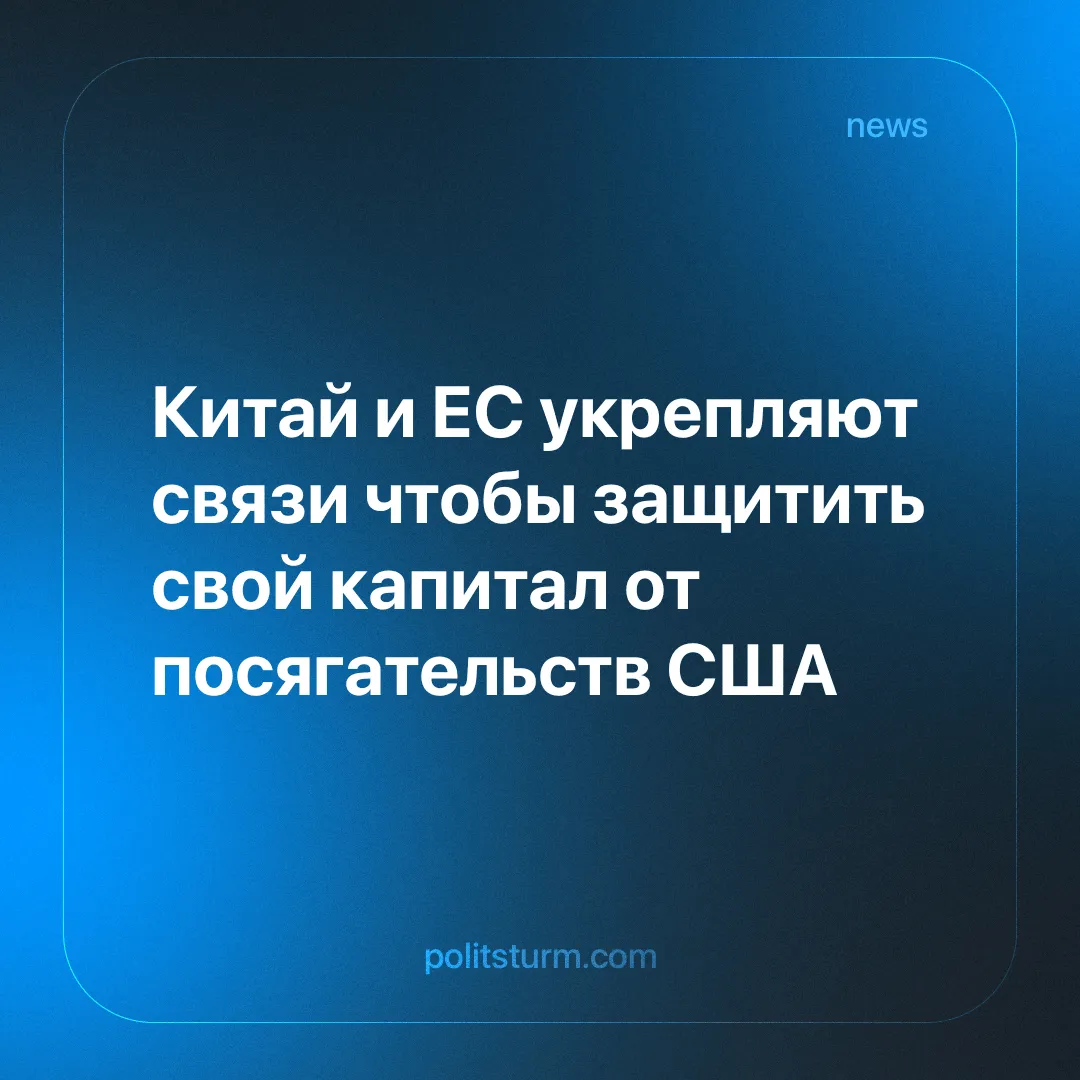 news
Китай и ЕС укрепляют
связи чтобы защитить
свой капитал от
посягательств США
politsturm.com